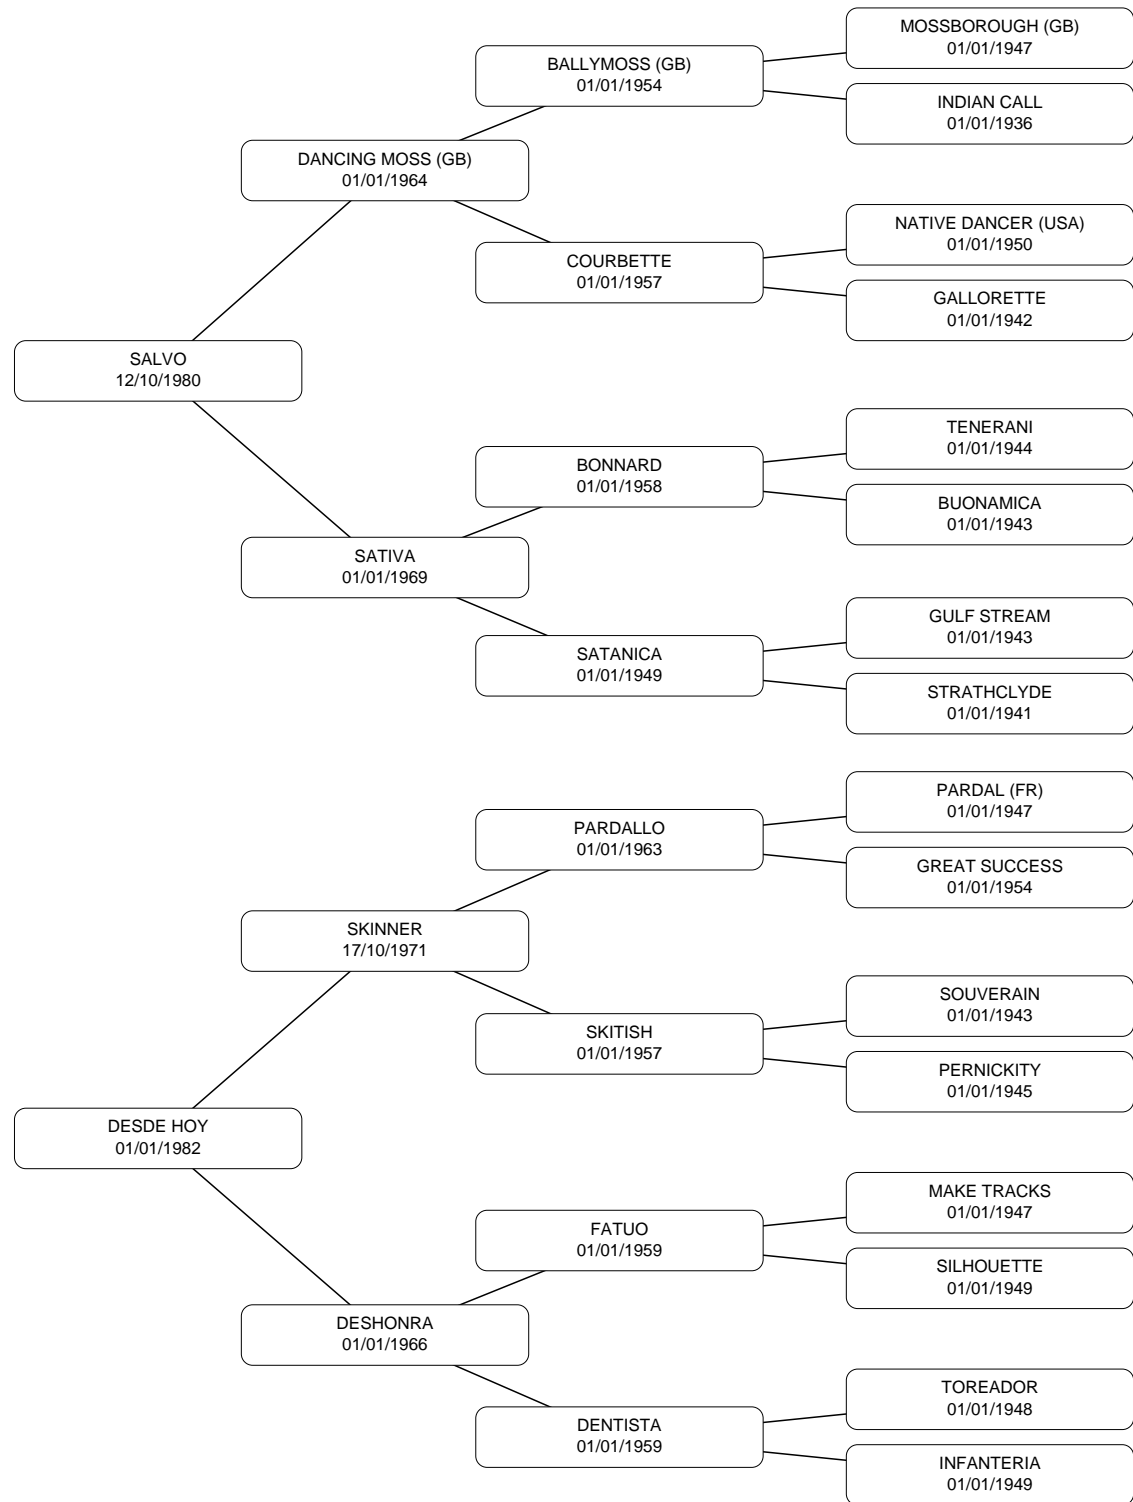 MOSSBOROUGH (GB)
01/01/1947
BALLYMOSS (GB)
01/01/1954
INDIAN CALL
01/01/1936
DANCING MOSS (GB)
01/01/1964
NATIVE DANCER (USA)
01/01/1950
COURBETTE
01/01/1957
GALLORETTE
01/01/1942
SALVO
12/10/1980
TENERANI
01/01/1944
BONNARD
01/01/1958
BUONAMICA
01/01/1943
SATIVA
01/01/1969
GULF STREAM
01/01/1943
SATANICA
01/01/1949
STRATHCLYDE
01/01/1941
PARDAL (FR)
01/01/1947
PARDALLO
01/01/1963
GREAT SUCCESS
01/01/1954
SKINNER
17/10/1971
SOUVERAIN
01/01/1943
SKITISH
01/01/1957
PERNICKITY
01/01/1945
DESDE HOY
01/01/1982
MAKE TRACKS
01/01/1947
FATUO
01/01/1959
SILHOUETTE
01/01/1949
DESHONRA
01/01/1966
TOREADOR
01/01/1948
DENTISTA
01/01/1959
INFANTERIA
01/01/1949